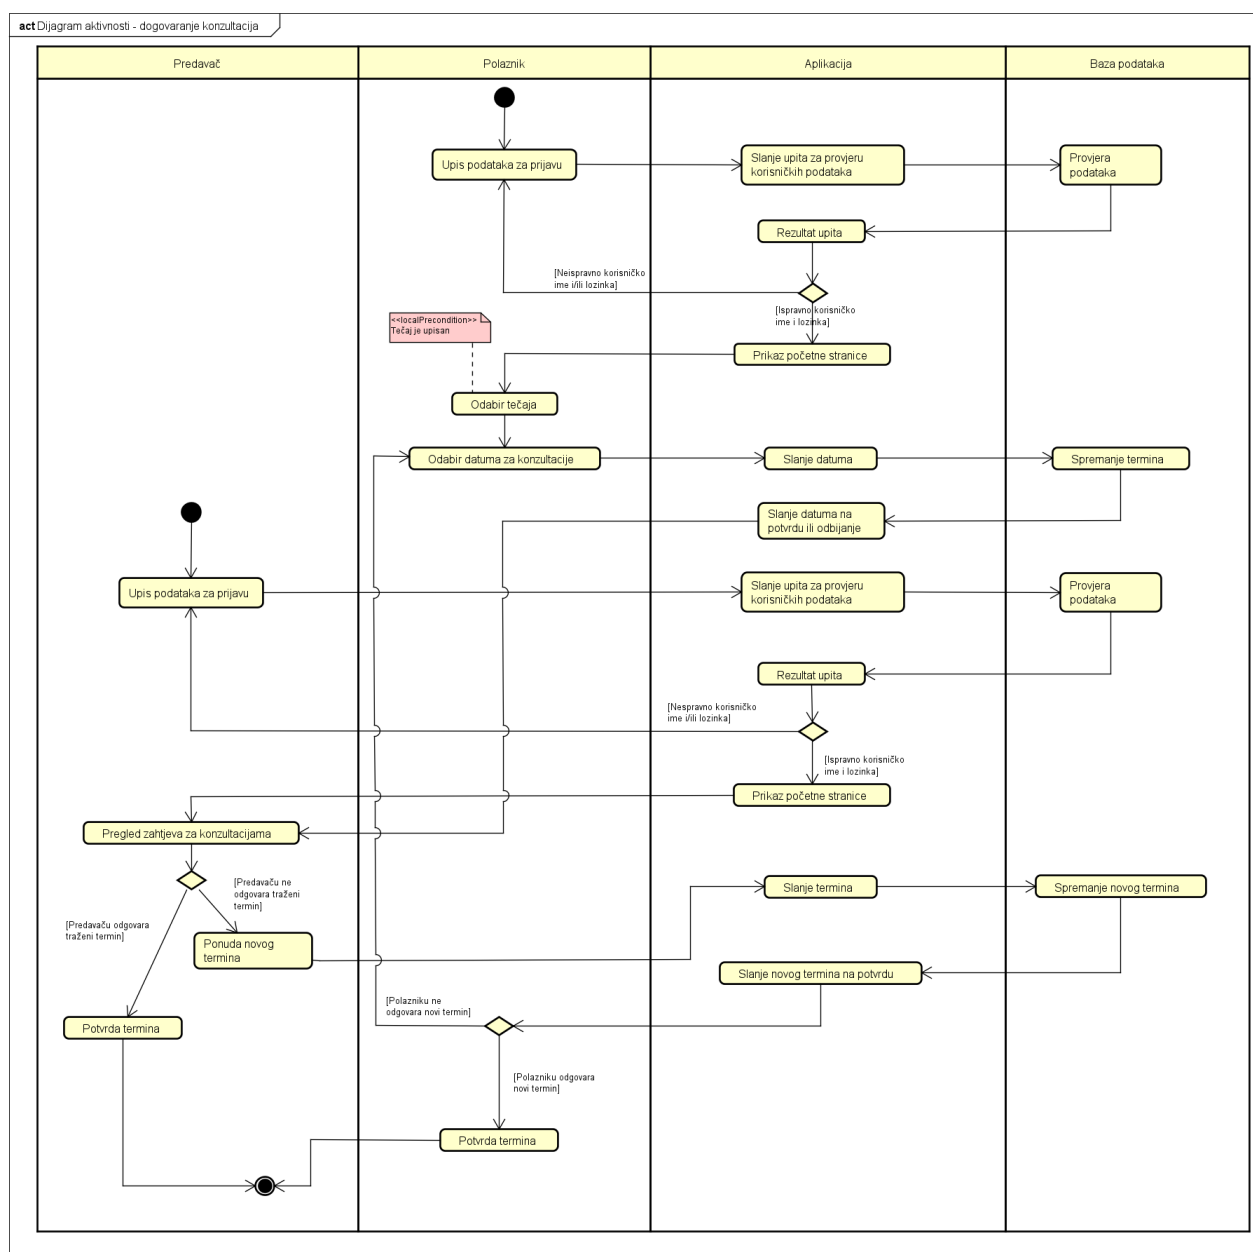 act Dijagram aktivnosti - dogovaranje konzultacija
Predavač
Polaznik
Aplikacija
Baza podataka
Upis podataka za prijavu
Slanje upita za provjeru
korisničkih podataka
Provjera
podataka
Rezultat upita
[Neispravno korisničko
ime i/ili lozinka]
[Ispravno korisničko
ime i lozinka]
<<localPrecondition>>
Tečaj je upisan
Prikaz početne stranice
Odabir tečaja
Odabir datuma za konzultacije
Slanje datuma
Spremanje termina
Slanje datuma na
potvrdu ili odbijanje
Upis podataka za prijavu
Slanje upita za provjeru
korisničkih podataka
Provjera
podataka
Rezultat upita
[Nespravno korisničko
ime i/ili lozinka]
[Ispravno korisničko
ime i lozinka]
Prikaz početne stranice
Pregled zahtjeva za konzultacijama
[Predavaču ne
odgovara traženi
termin]
Slanje termina
Spremanje novog termina
[Predavaču odgovara
traženi termin]
Ponuda novog
termina
Slanje novog termina na potvrdu
[Polazniku ne
odgovara novi termin]
Potvrda termina
[Polazniku odgovara
novi termin]
Potvrda termina